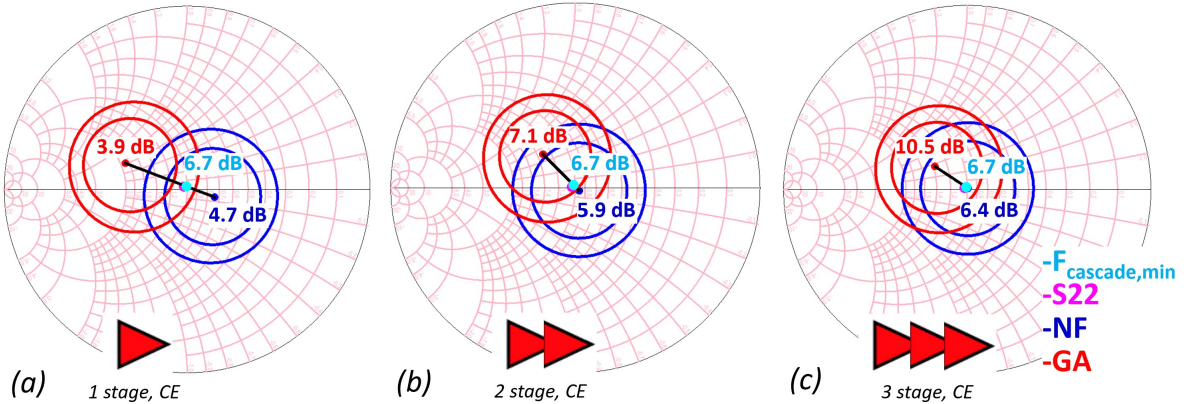 3.9 dB
6.7 dB
4.7 dB
(a)
1 stage, CE
7.1 dB
6.7 dB
5.9 dB
(b)
2 stage, CE
10.5 dB
6.7 dB
6.4 dB
(c)
3 stage, CE
-Fcascade,min
-S22
-NF
-GA